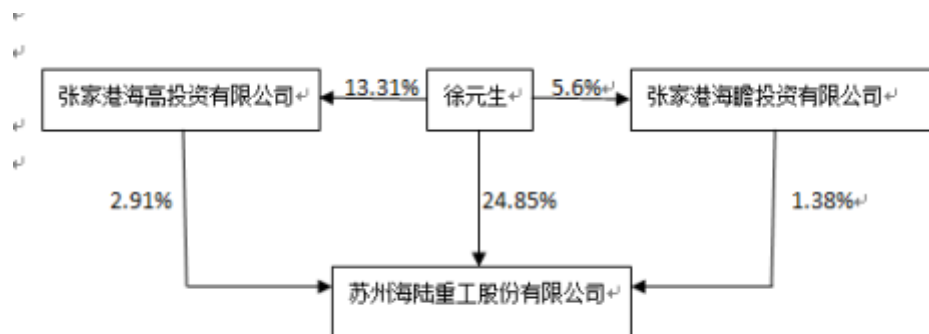 张家港海高投资有限公司
13.31%
徐元生
5.6%
张家港海瞻投资有限公司
2.91%
24.85%
1.38%
苏州海陆重工股份有限公司